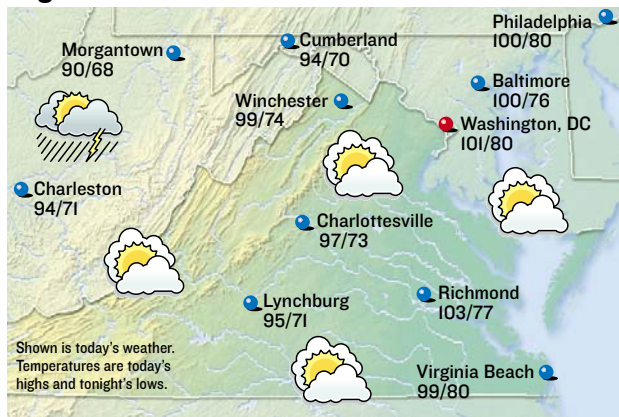 Philadelphia
100/80
Morgantown
90/68
Cumberland
94/70
Baltimore
100/76
Winchester
99/74
Washington, DC
101/80
Charleston
94/71
Charlottesville
97/73
Lynchburg
95/71
Richmond
103/77
Shown is today's weather.
Temperatures are today's
highs and tonight's lows.
Virginia Beach
99/80